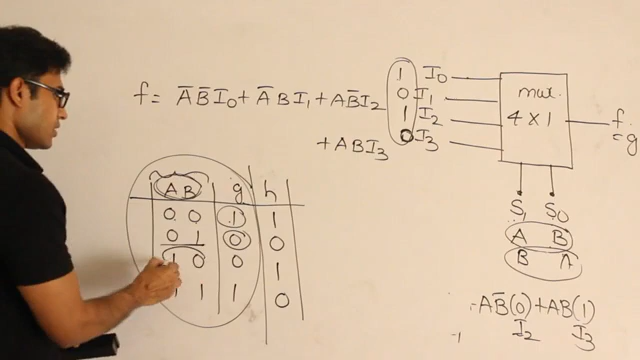 f = A̅B̅I₀ + A̅BI₁ + AB̅I₂
+ ABI₃
1 I₀
0 I₁
1 I₂
0 I₃
mux.
4 x 1
f.
= g
S₁ S₀
A B
B A
A B g h
0 0 1 1
0 1 0 0
1 0 0 1
1 1 1 0
AB̅(0) + AB(1)
I₂ I₃